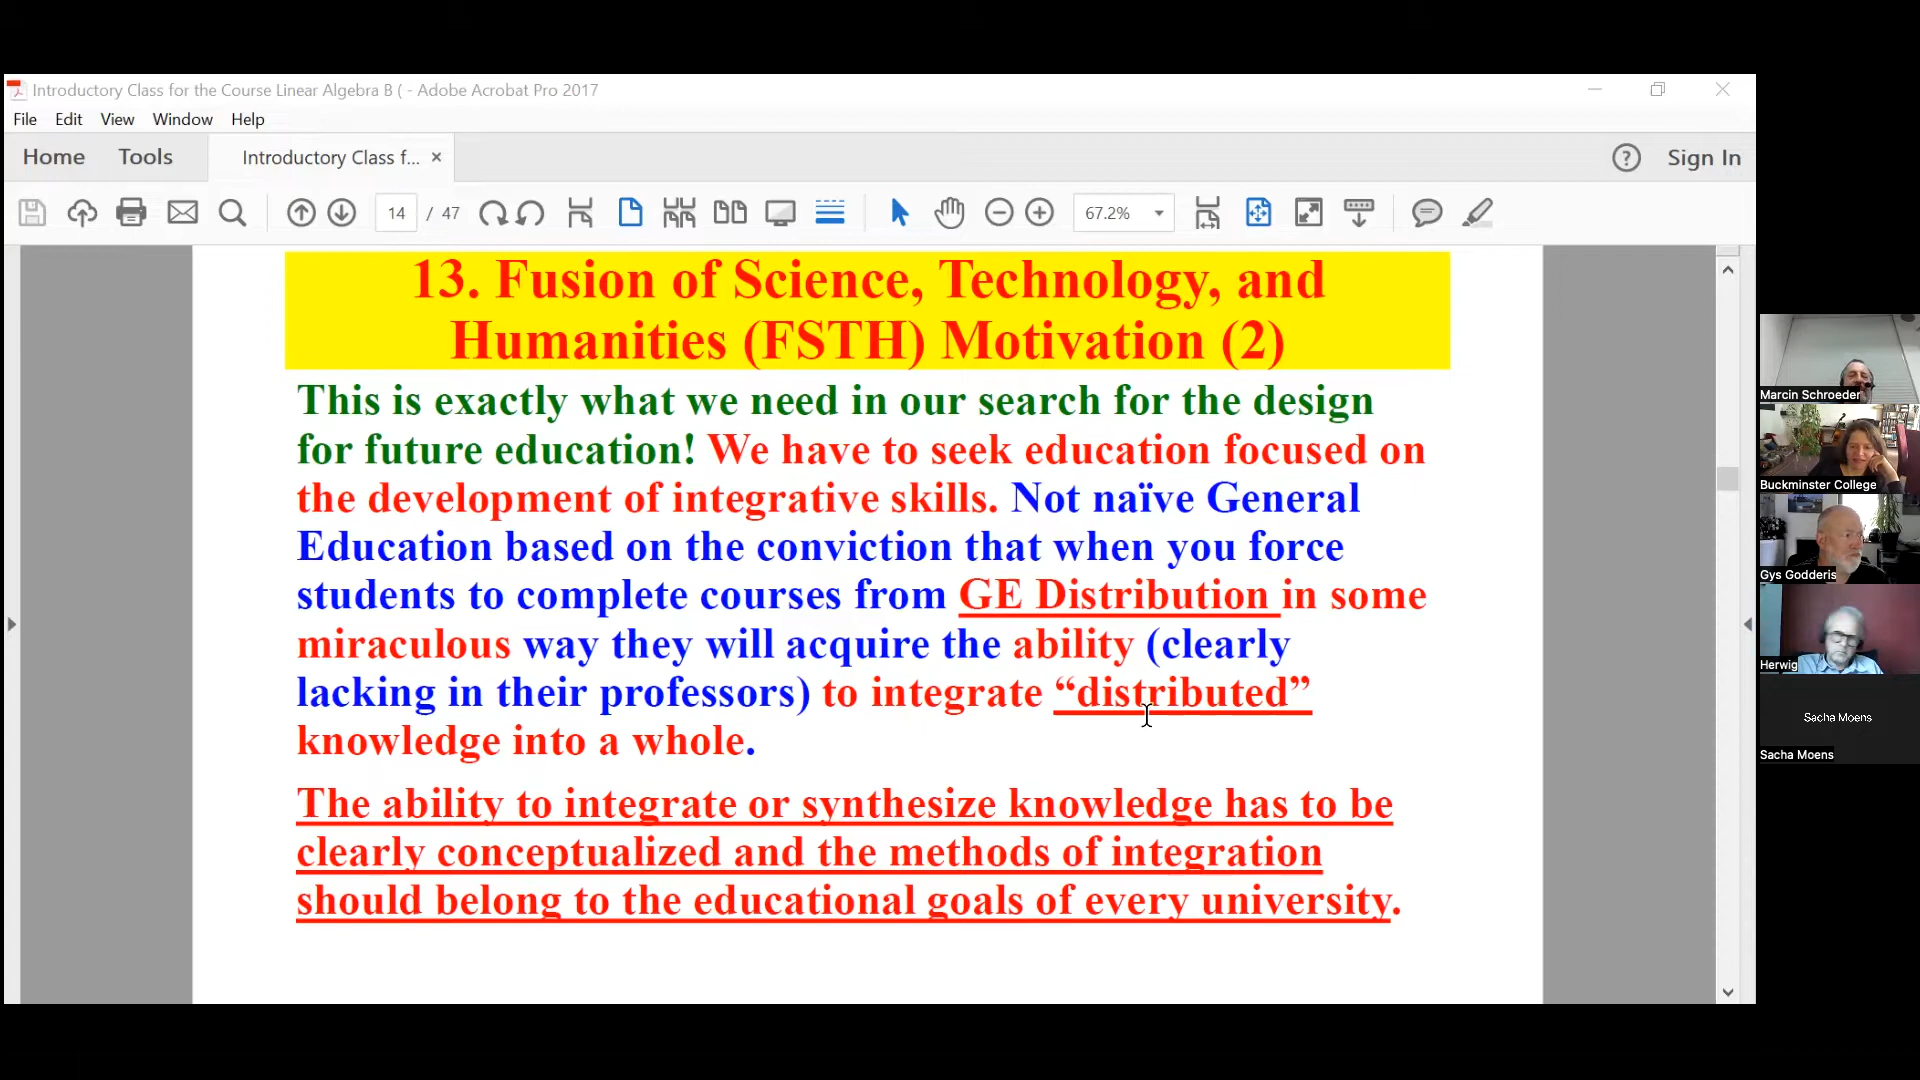 Introductory Class for the Course Linear Algebra B ( - Adobe Acrobat Pro 2017
File Edit View Window Help
Home Tools Introductory Class f... × Sign In
14 / 47 67.2%
13. Fusion of Science, Technology, and
Humanities (FSTH) Motivation (2)
This is exactly what we need in our search for the design
for future education! We have to seek education focused on
the development of integrative skills. Not naïve General
Education based on the conviction that when you force
students to complete courses from GE Distribution in some
miraculous way they will acquire the ability (clearly
lacking in their professors) to integrate “distributed”
knowledge into a whole.
The ability to integrate or synthesize knowledge has to be
clearly conceptualized and the methods of integration
should belong to the educational goals of every university.
Marcin Schroeder
Buckminster College
Gys Godderis
Herwig
Sacha Moens
Sacha Moens